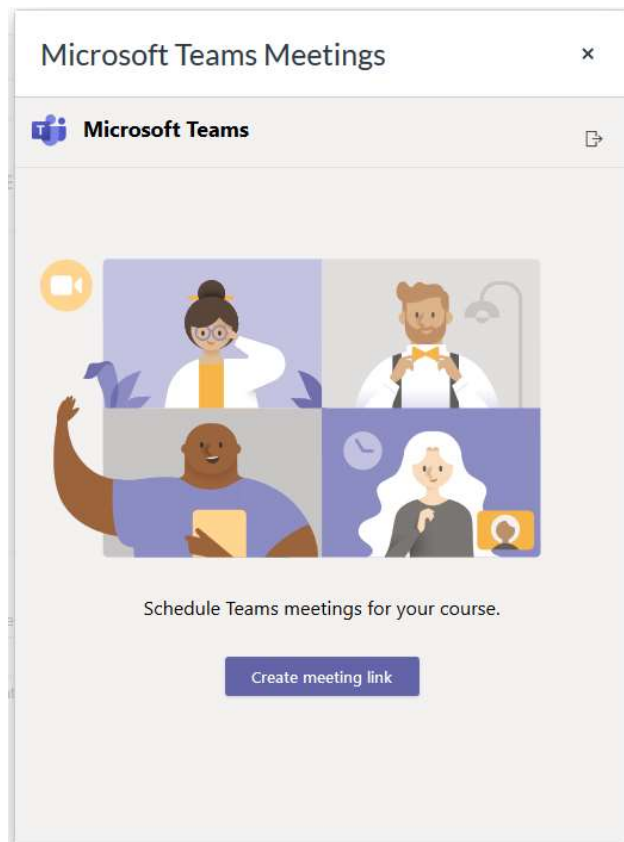 Microsoft Teams Meetings
Microsoft Teams
Schedule Teams meetings for your course.
Create meeting link